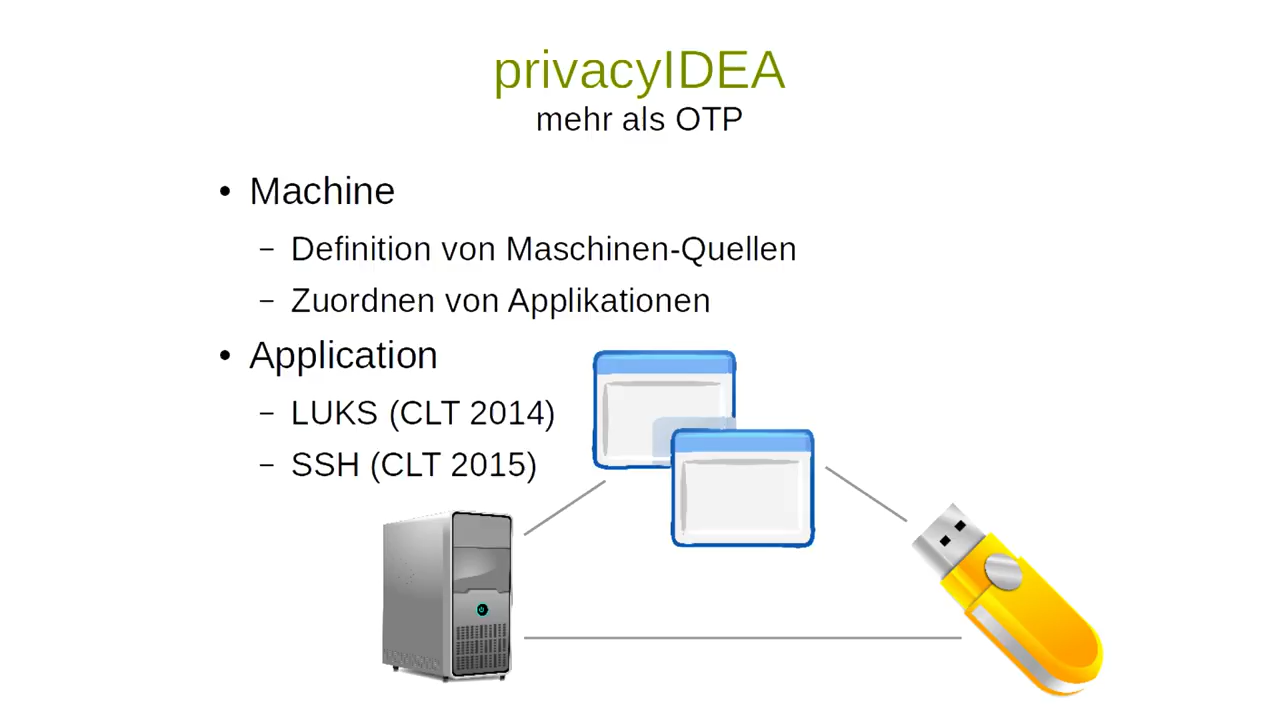 privacyIDEA
mehr als OTP
• Machine
– Definition von Maschinen-Quellen
– Zuordnen von Applikationen
• Application
– LUKS (CLT 2014)
– SSH (CLT 2015)